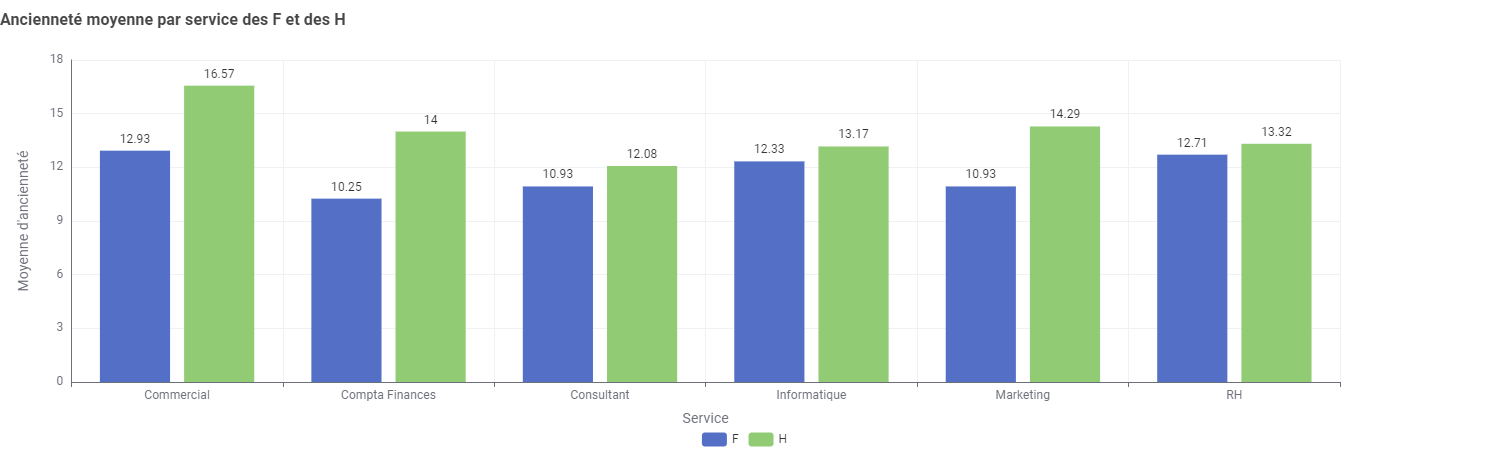 Ancienneté moyenne par service des F et des H
18
15
12
9
6
3
0
Moyenne d'ancienneté
12.93
16.57
10.25
14
10.93
12.08
12.33
13.17
10.93
14.29
12.71
13.32
Commercial
Compta Finances
Consultant
Informatique
Marketing
RH
Service
F
H